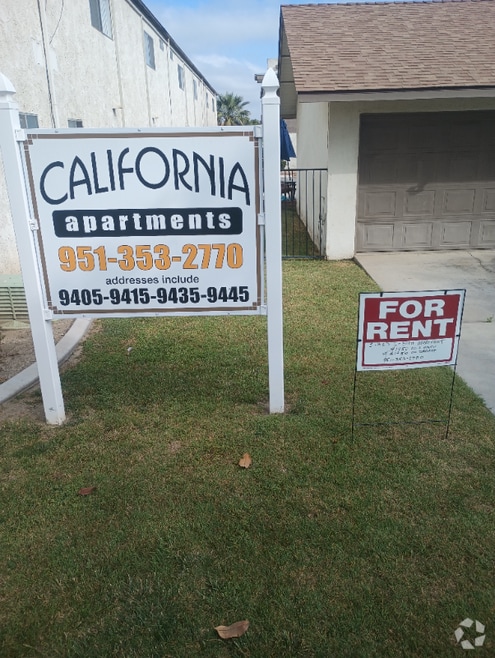 CALIFORNIA
apartments
951-353-2770
addresses include
9405-9415-9435-9445
FOR
RENT